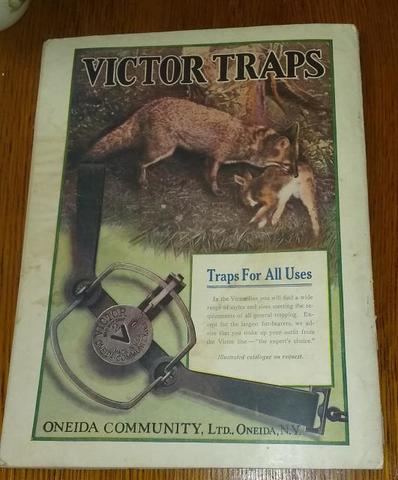 VICTOR TRAPS
Traps For All Uses
In the Victor line you will find a wide
range of styles and sizes meeting the re-
quirements of all general trapping. Ex-
cept for the largest fur-bearers, we ad-
vise that you make up your outfit from
the Victor line—"the expert's choice."
Illustrated catalogue on request.
VICTOR
ONEIDA COMMUNITY, LTD., ONEIDA, N.Y.